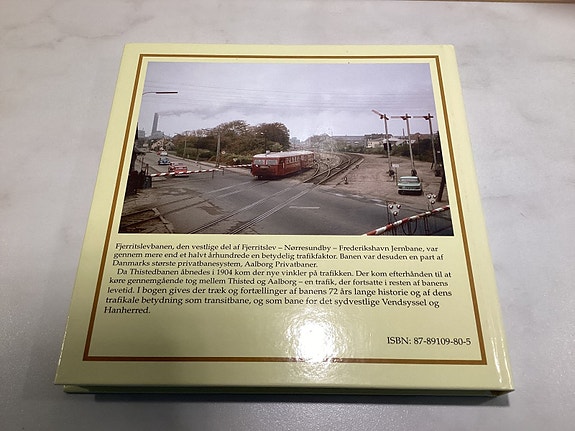 Fjerritslevbanen, den vestlige del af Fjerritslev – Nørresundby – Frederikshavn Jernbane, var
gennem mere end et halvt århundrede en betydelig trafikfaktor. Banen var desuden en part af
Danmarks største privatbanesystem, Aalborg Privatbaner.
Da Thistedbanen åbnedes i 1904 kom der nye vinkler på trafikken. Der kom efterhånden til at
køre gennemgående tog mellem Thisted og Aalborg – en trafik, der fortsatte i resten af banens
levetid. I bogen gives der træk og fortællinger af banens 72 års lange historie og af dens
trafikale betydning som transitbane, og som bane for det sydvestlige Vendsyssel og
Hanherred.
ISBN: 87-89109-80-5